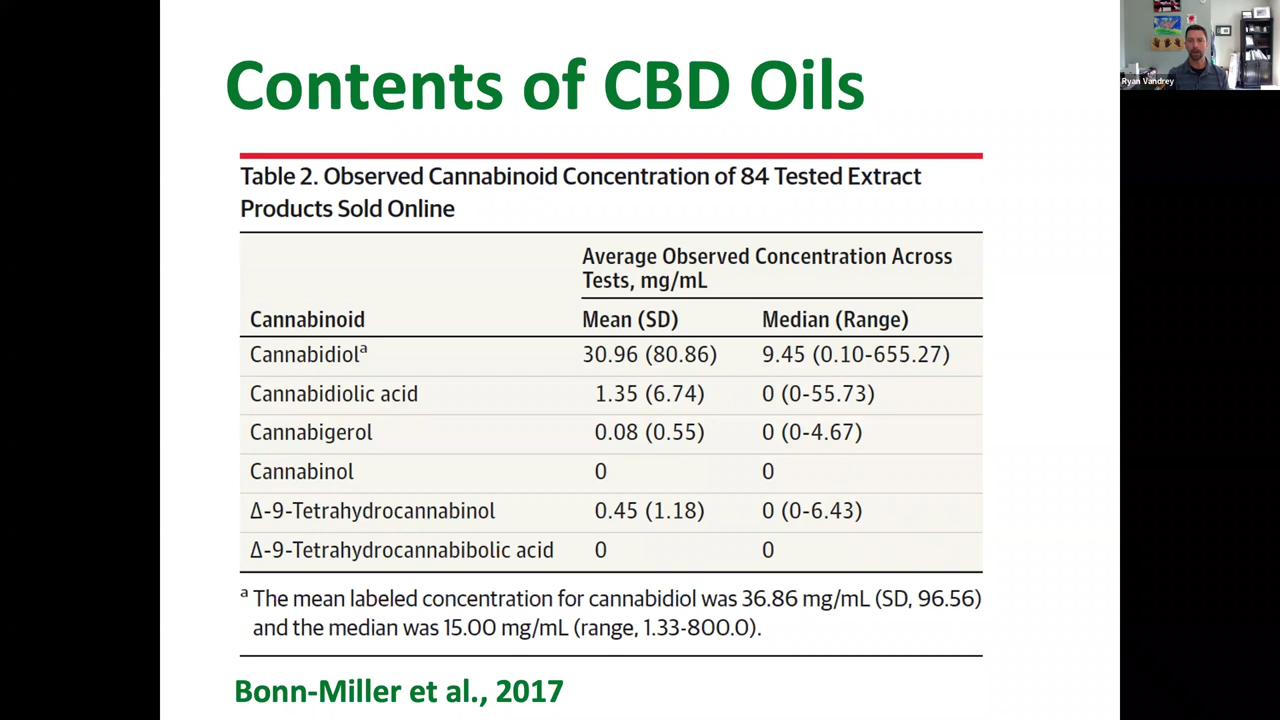 Contents of CBD Oils
Ryan Vandrey
Table 2. Observed Cannabinoid Concentration of 84 Tested Extract
Products Sold Online
Average Observed Concentration Across
Tests, mg/mL
Cannabinoid Mean (SD) Median (Range)
Cannabidiolᵃ 30.96 (80.86) 9.45 (0.10-655.27)
Cannabidiolic acid 1.35 (6.74) 0 (0-55.73)
Cannabigerol 0.08 (0.55) 0 (0-4.67)
Cannabinol 0 0
Δ-9-Tetrahydrocannabinol 0.45 (1.18) 0 (0-6.43)
Δ-9-Tetrahydrocannabibolic acid 0 0
ᵃ The mean labeled concentration for cannabidiol was 36.86 mg/mL (SD, 96.56)
and the median was 15.00 mg/mL (range, 1.33-800.0).
Bonn-Miller et al., 2017